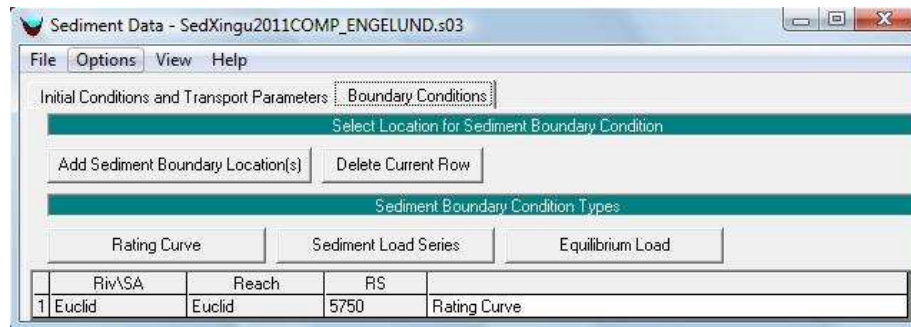 Sediment Data - SedXingu2011COMP_ENGELUND.s03
File Options View Help
Initial Conditions and Transport Parameters Boundary Conditions
Select Location for Sediment Boundary Condition
Add Sediment Boundary Location(s) Delete Current Row
Sediment Boundary Condition Types
Rating Curve Sediment Load Series Equilibrium Load
Riv\SA Reach RS
1 Euclid Euclid 5750 Rating Curve